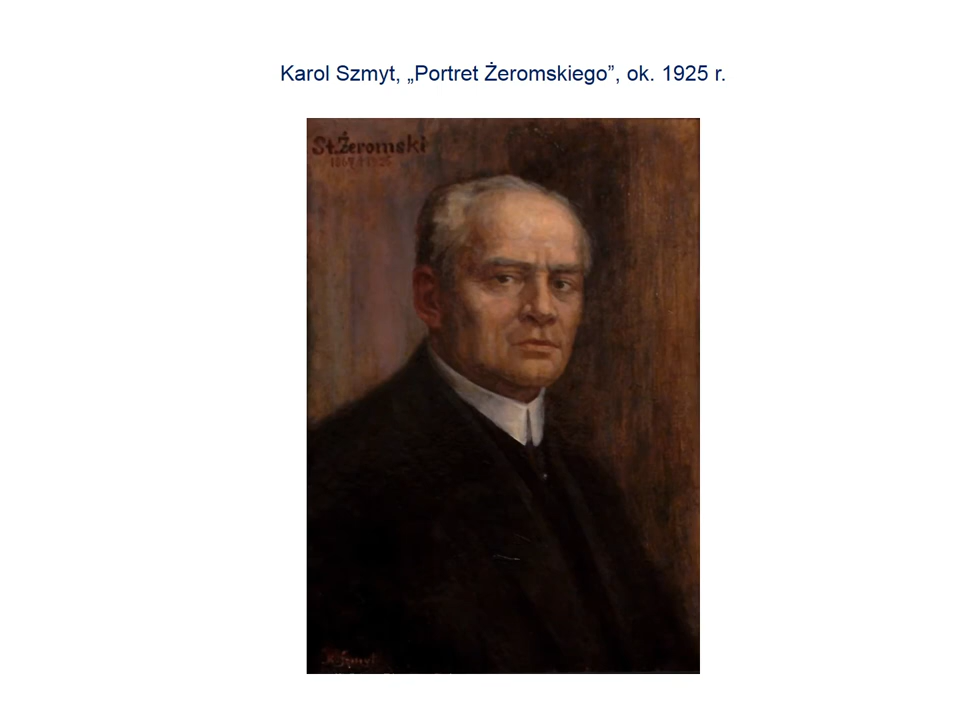 Karol Szmyt, „Portret Żeromskiego”, ok. 1925 r.
St. Żeromski